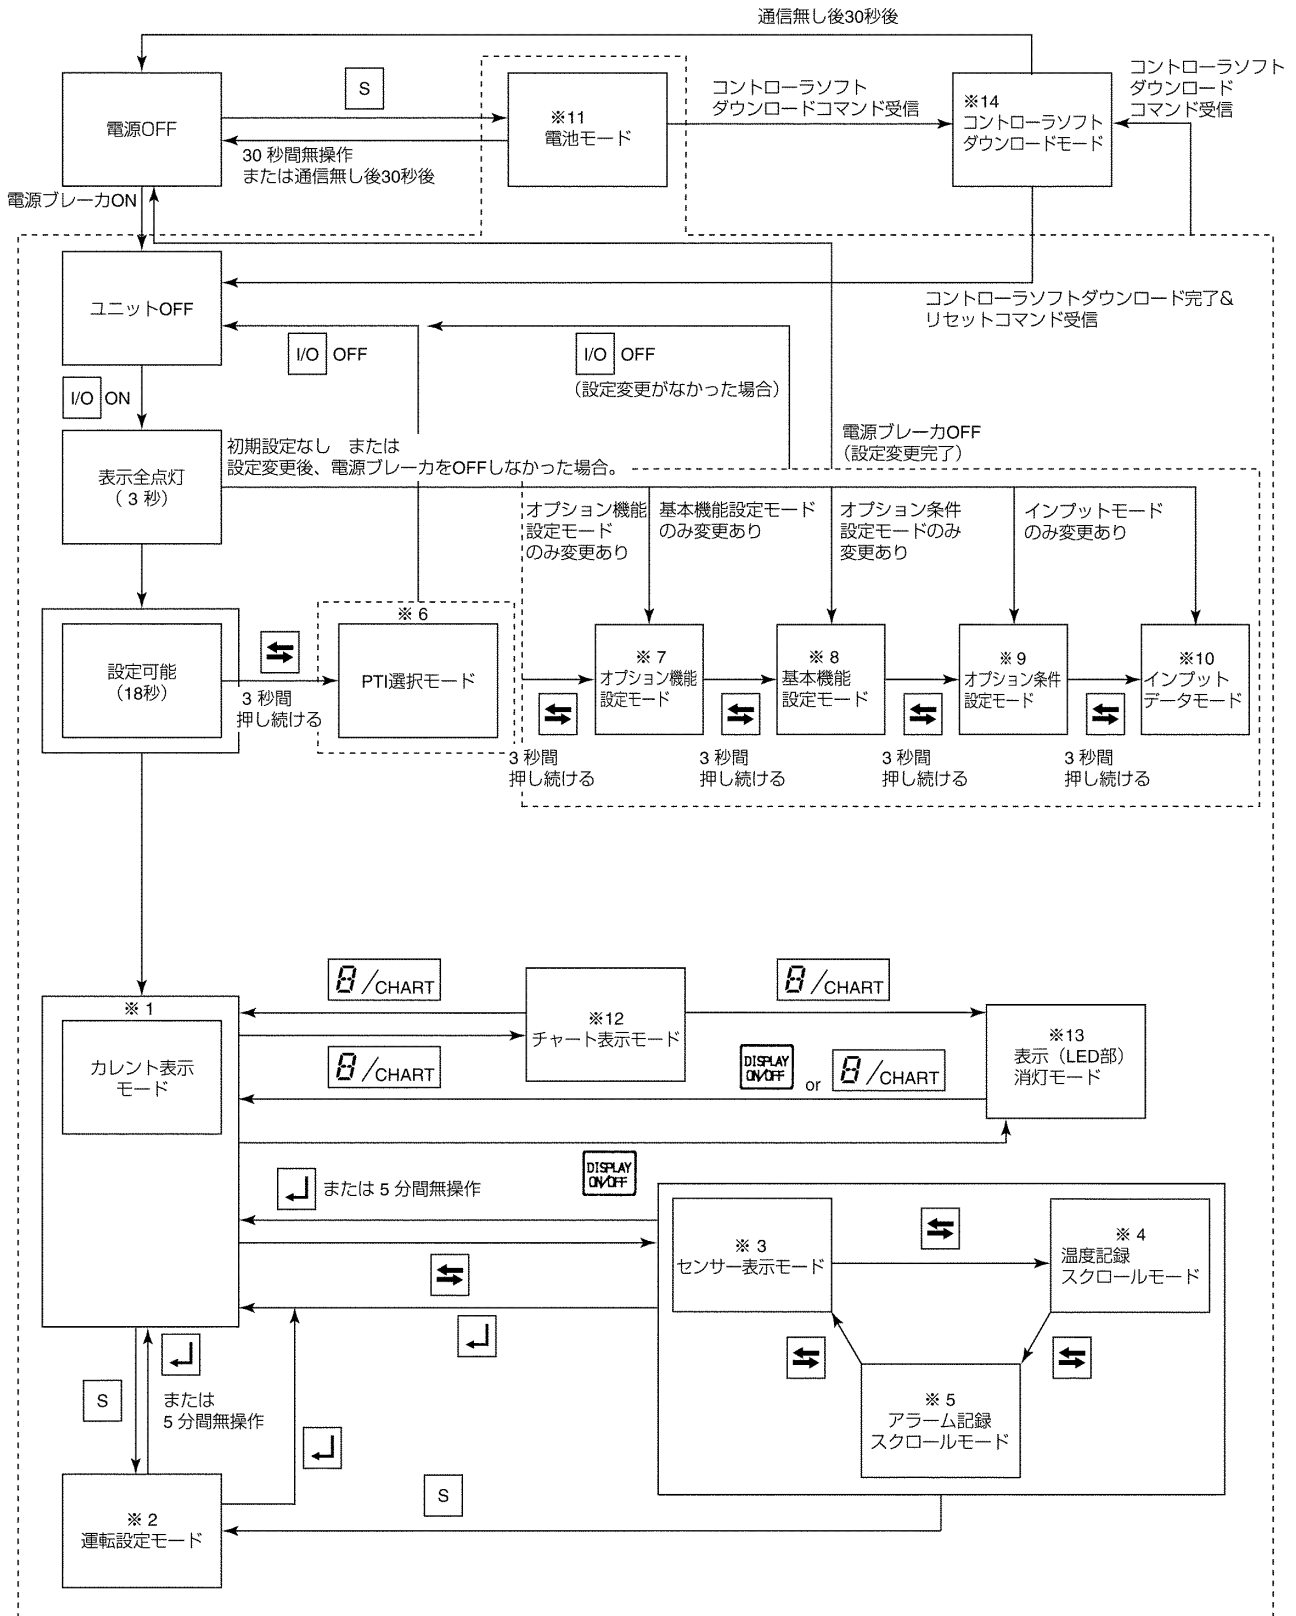 通信無し後30秒後
電源OFF
S
30 秒間無操作
または通信無し後30秒後
※11
電池モード
コントローラソフト
ダウンロードコマンド受信
※14
コントローラソフト
ダウンロードモード
コントローラソフト
ダウンロード
コマンド受信
電源ブレーカON
ユニットOFF
コントローラソフトダウンロード完了&
リセットコマンド受信
I/O OFF
I/O OFF
(設定変更がなかった場合)
I/O ON
電源ブレーカOFF
(設定変更完了)
表示全点灯
( 3 秒)
初期設定なし または
設定変更後、電源ブレーカをOFFしなかった場合。
オプション機能
設定モード
のみ変更あり
基本機能設定モード
のみ変更あり
オプション条件
設定モードのみ
変更あり
インプットモード
のみ変更あり
設定可能
(18秒)
3 秒間
押し続ける
※ 6
PTI選択モード
※ 7
オプション機能
設定モード
※ 8
基本機能
設定モード
※ 9
オプション条件
設定モード
※10
インプット
データモード
3 秒間
押し続ける
3 秒間
押し続ける
3 秒間
押し続ける
3 秒間
押し続ける
※ 1
カレント表示
モード
8/CHART
8/CHART
※12
チャート表示モード
8/CHART
※13
表示(LED部)
消灯モード
DISPLAY
ON/OFF
or 8/CHART
DISPLAY
ON/OFF
または 5 分間無操作
※ 3
センサー表示モード
※ 4
温度記録
スクロールモード
※ 5
アラーム記録
スクロールモード
S
または
5 分間無操作
S
※ 2
運転設定モード